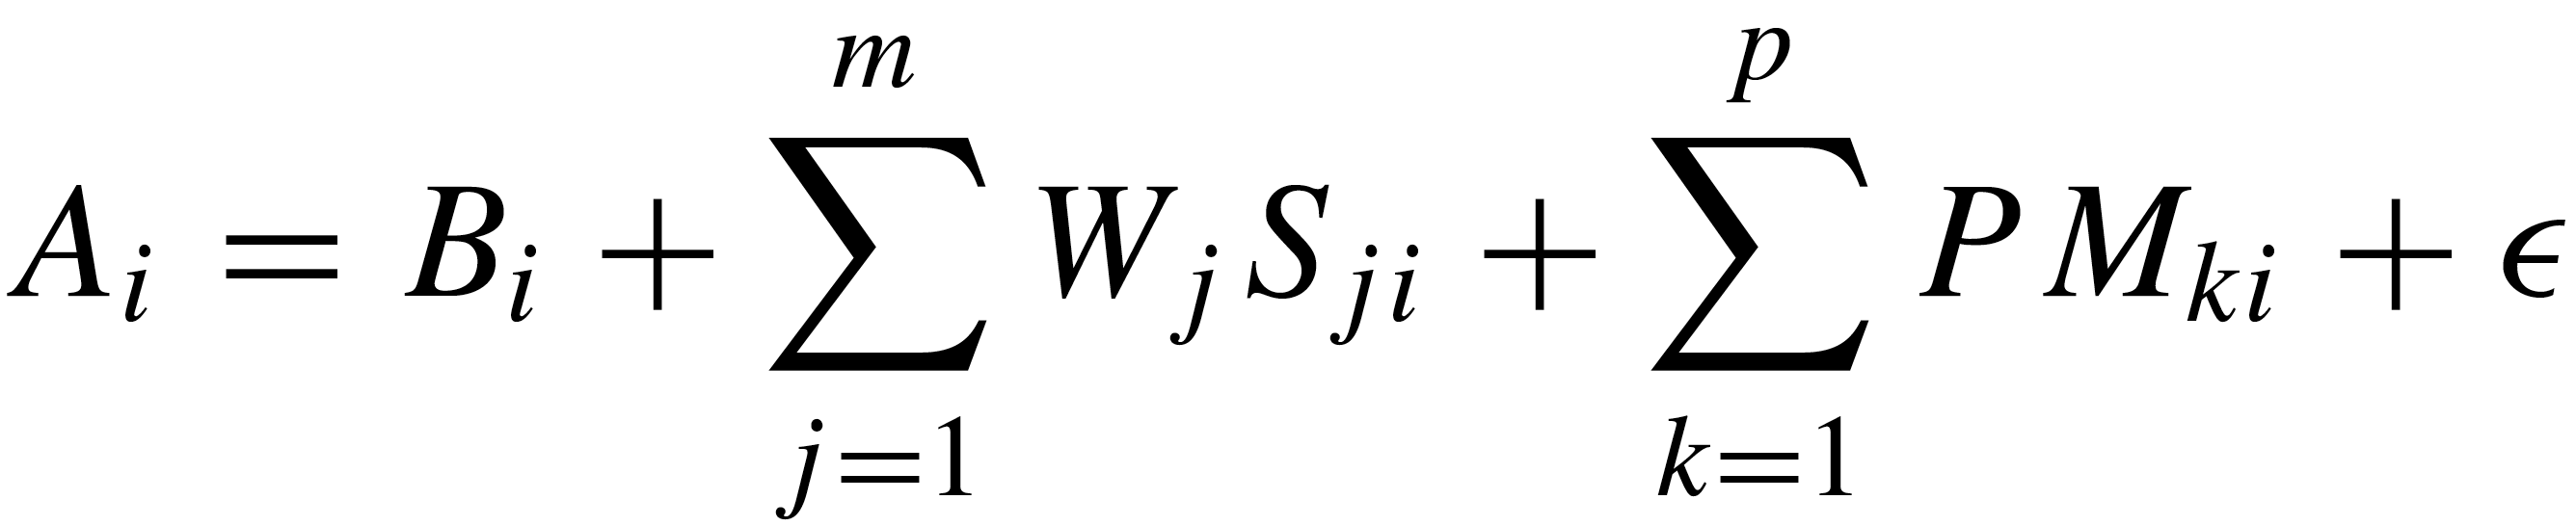 A_i = B_i + \sum_{j=1}^{m} W_j S_{ji} + \sum_{k=1}^{p} P M_{ki} + \epsilon